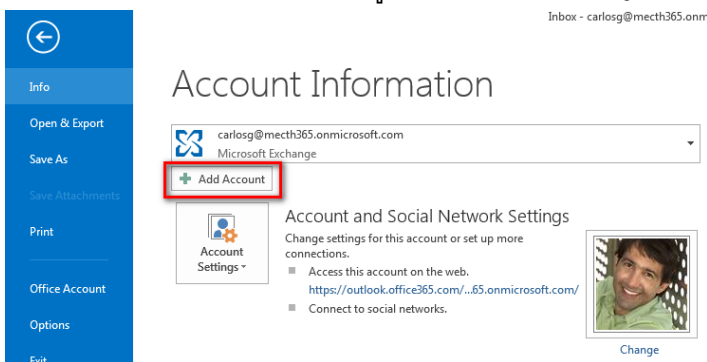 Inbox - carlosg@mecth365.onm
Info
Open & Export
Save As
Save Attachments
Print
Office Account
Options
Exit
Account Information
carlosg@mecth365.onmicrosoft.com
Microsoft Exchange
Add Account
Account
Settings
Account and Social Network Settings
Change settings for this account or set up more
connections.
Access this account on the web.
https://outlook.office365.com/...65.onmicrosoft.com/
Connect to social networks.
Change